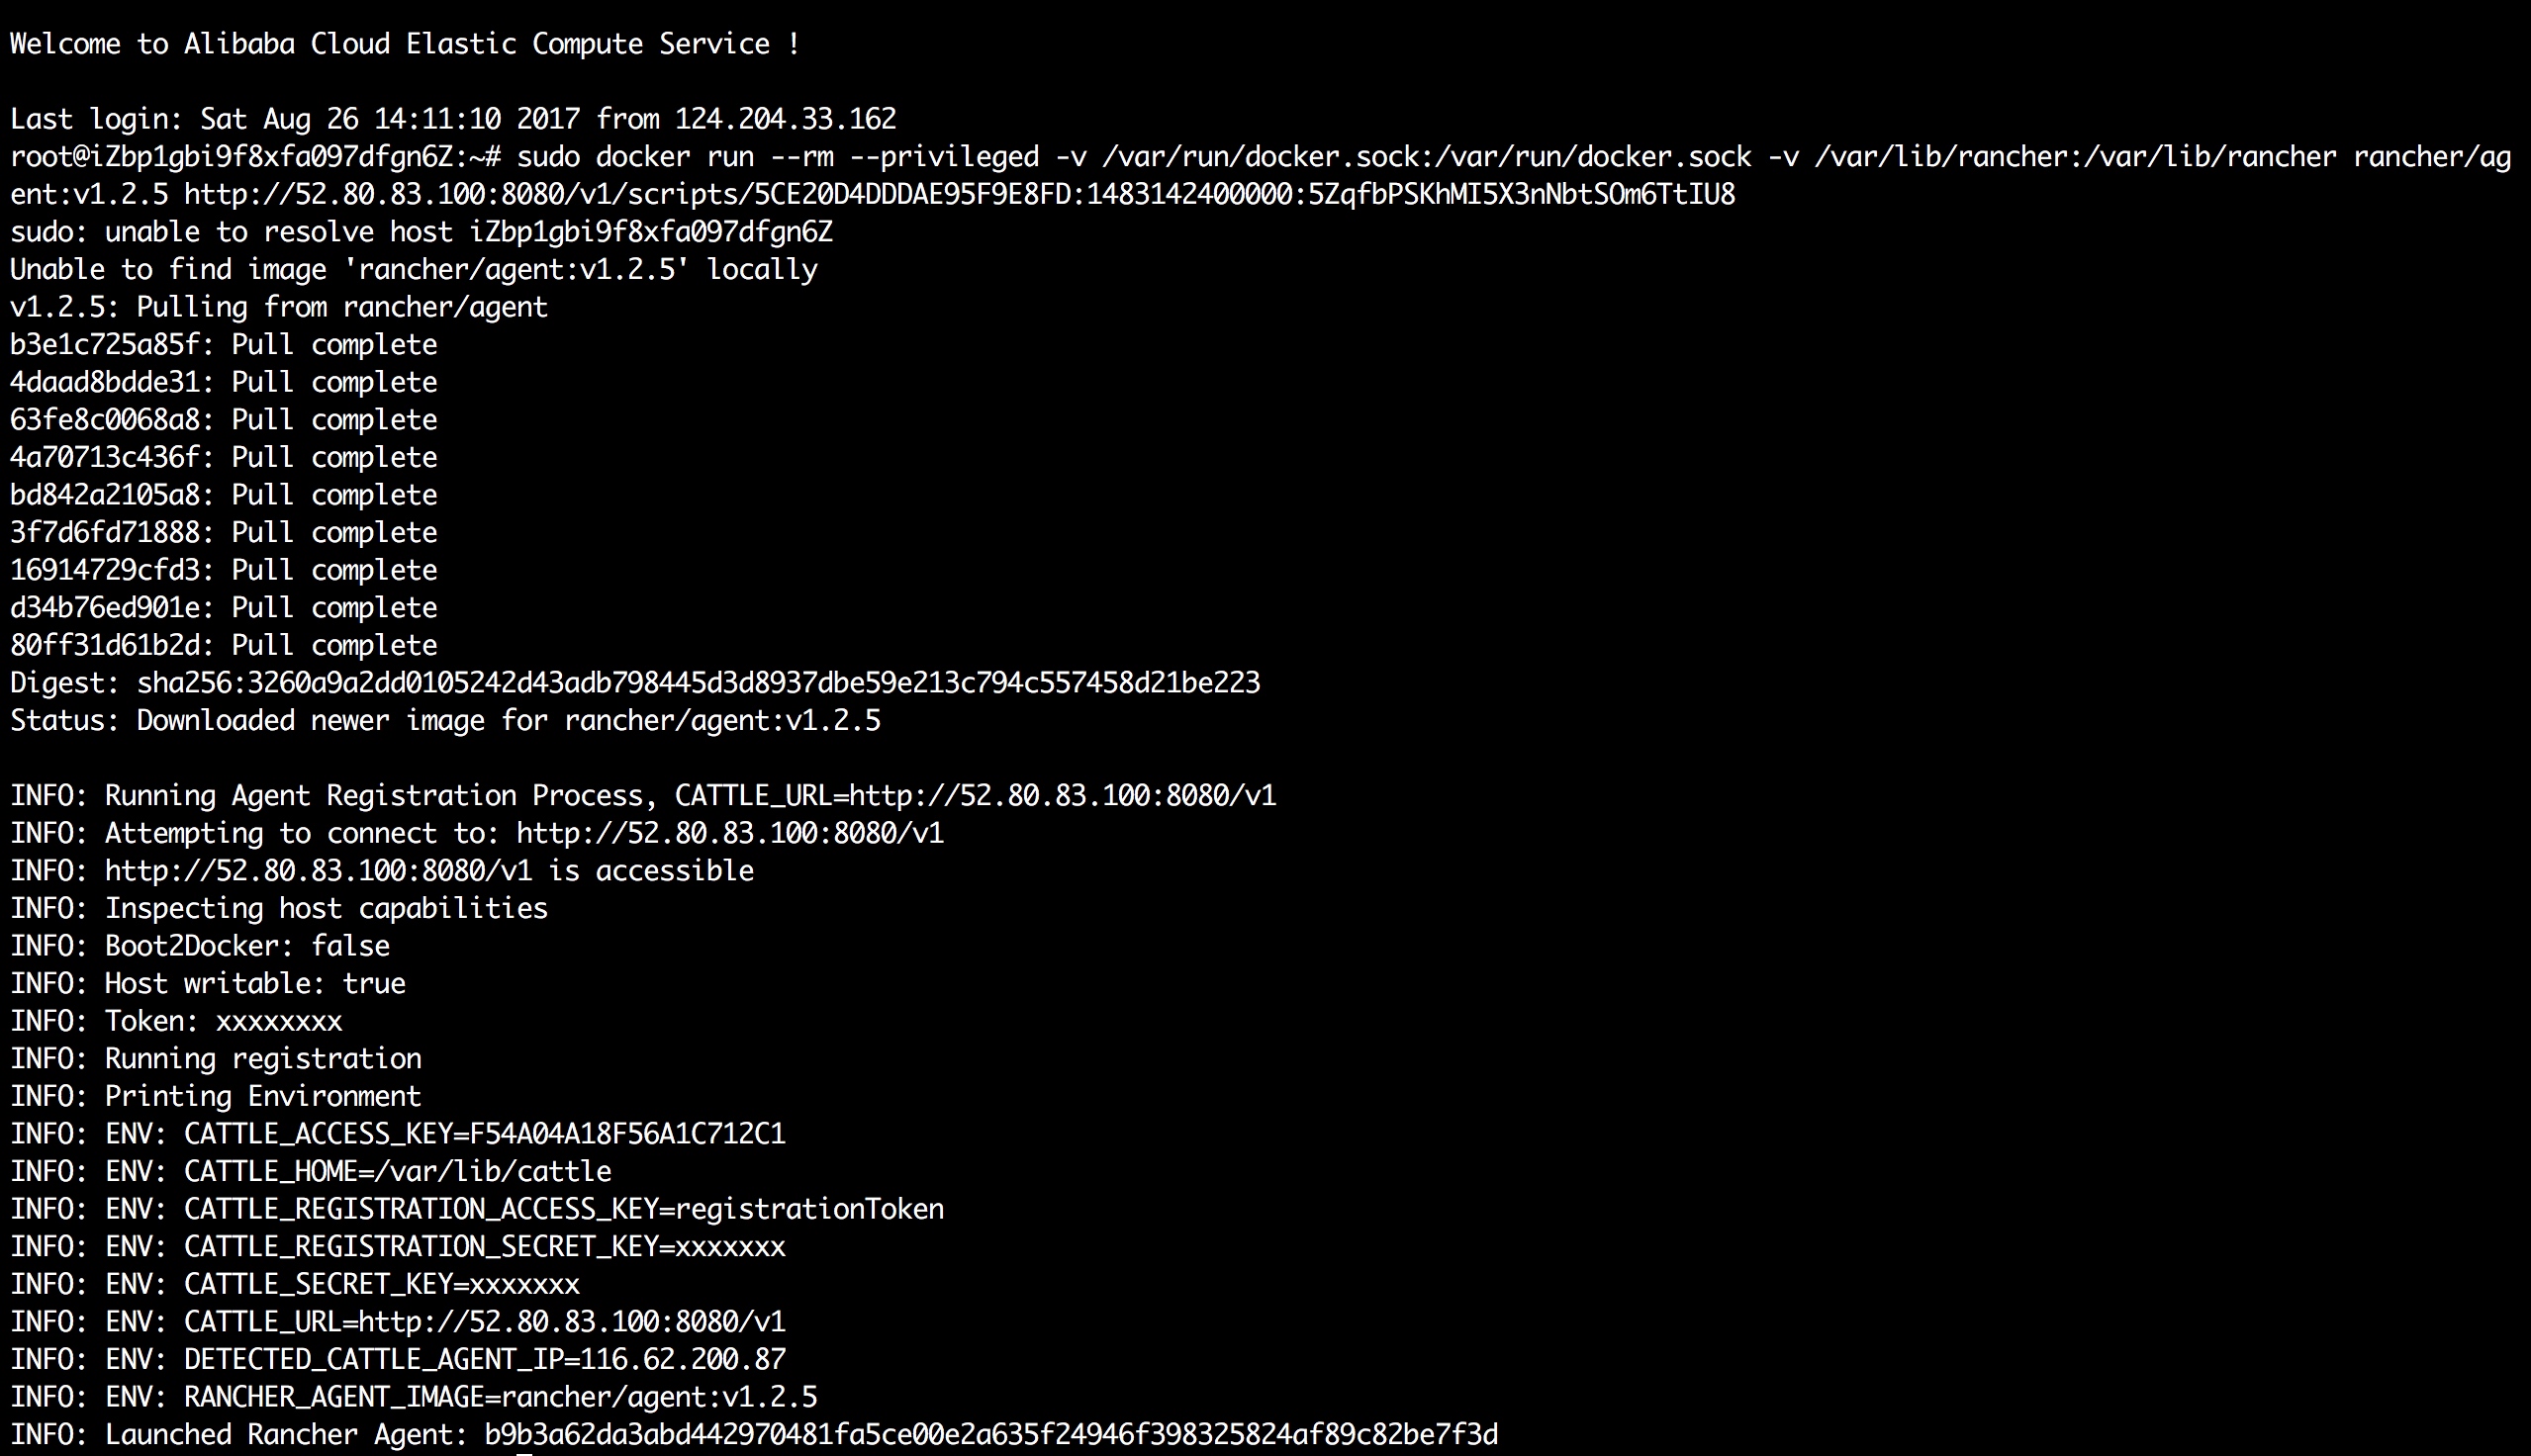 Welcome to Alibaba Cloud Elastic Compute Service !
Last login: Sat Aug 26 14:11:10 2017 from 124.204.33.162
root@iZbp1gbi9f8xfa097dfgn6Z:~# sudo docker run --rm --privileged -v /var/run/docker.sock:/var/run/docker.sock -v /var/lib/rancher:/var/lib/rancher rancher/ag
ent:v1.2.5 http://52.80.83.100:8080/v1/scripts/5CE20D4DDDAE95F9E8FD:1483142400000:5ZqfbPSKhMI5X3nNbtSOm6TtIU8
sudo: unable to resolve host iZbp1gbi9f8xfa097dfgn6Z
Unable to find image 'rancher/agent:v1.2.5' locally
v1.2.5: Pulling from rancher/agent
b3e1c725a85f: Pull complete
4daad8bdde31: Pull complete
63fe8c0068a8: Pull complete
4a70713c436f: Pull complete
bd842a2105a8: Pull complete
3f7d6fd71888: Pull complete
16914729cfd3: Pull complete
d34b76ed901e: Pull complete
80ff31d61b2d: Pull complete
Digest: sha256:3260a9a2dd0105242d43adb798445d3d8937dbe59e213c794c557458d21be223
Status: Downloaded newer image for rancher/agent:v1.2.5
INFO: Running Agent Registration Process, CATTLE_URL=http://52.80.83.100:8080/v1
INFO: Attempting to connect to: http://52.80.83.100:8080/v1
INFO: http://52.80.83.100:8080/v1 is accessible
INFO: Inspecting host capabilities
INFO: Boot2Docker: false
INFO: Host writable: true
INFO: Token: xxxxxxxx
INFO: Running registration
INFO: Printing Environment
INFO: ENV: CATTLE_ACCESS_KEY=F54A04A18F56A1C712C1
INFO: ENV: CATTLE_HOME=/var/lib/cattle
INFO: ENV: CATTLE_REGISTRATION_ACCESS_KEY=registrationToken
INFO: ENV: CATTLE_REGISTRATION_SECRET_KEY=xxxxxxx
INFO: ENV: CATTLE_SECRET_KEY=xxxxxxx
INFO: ENV: CATTLE_URL=http://52.80.83.100:8080/v1
INFO: ENV: DETECTED_CATTLE_AGENT_IP=116.62.200.87
INFO: ENV: RANCHER_AGENT_IMAGE=rancher/agent:v1.2.5
INFO: Launched Rancher Agent: b9b3a62da3abd442970481fa5ce00e2a635f24946f398325824af89c82be7f3d